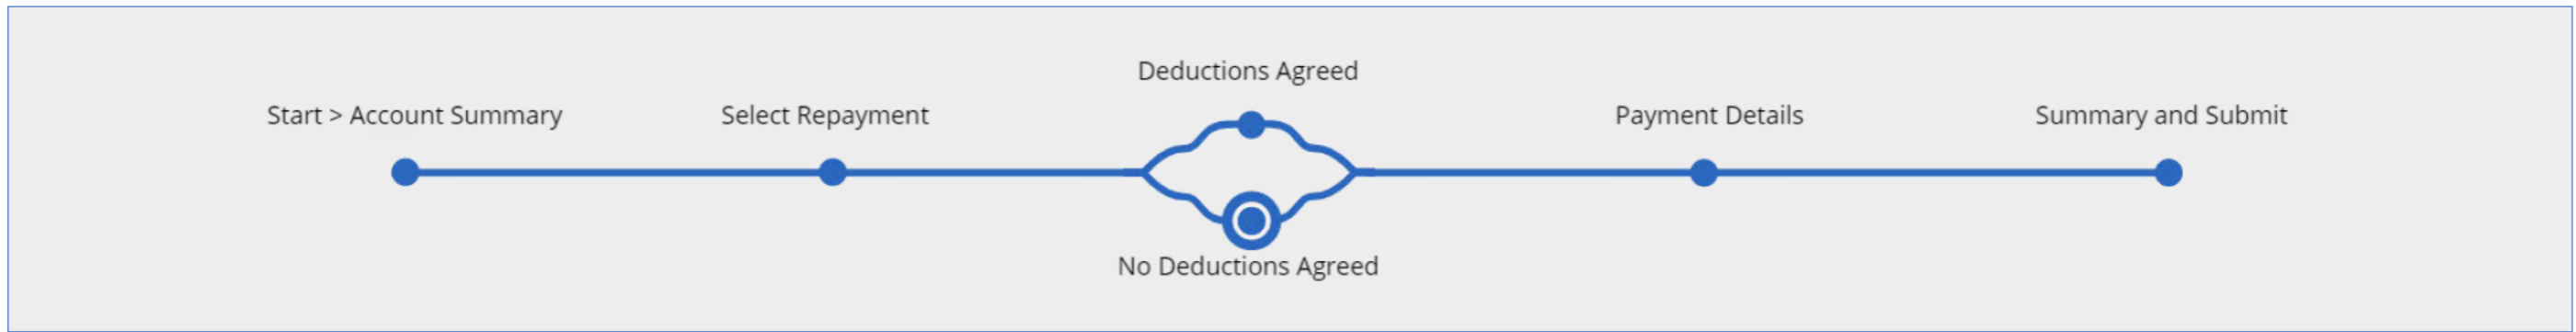 Start > Account Summary
Select Repayment
Deductions Agreed
No Deductions Agreed
Payment Details
Summary and Submit